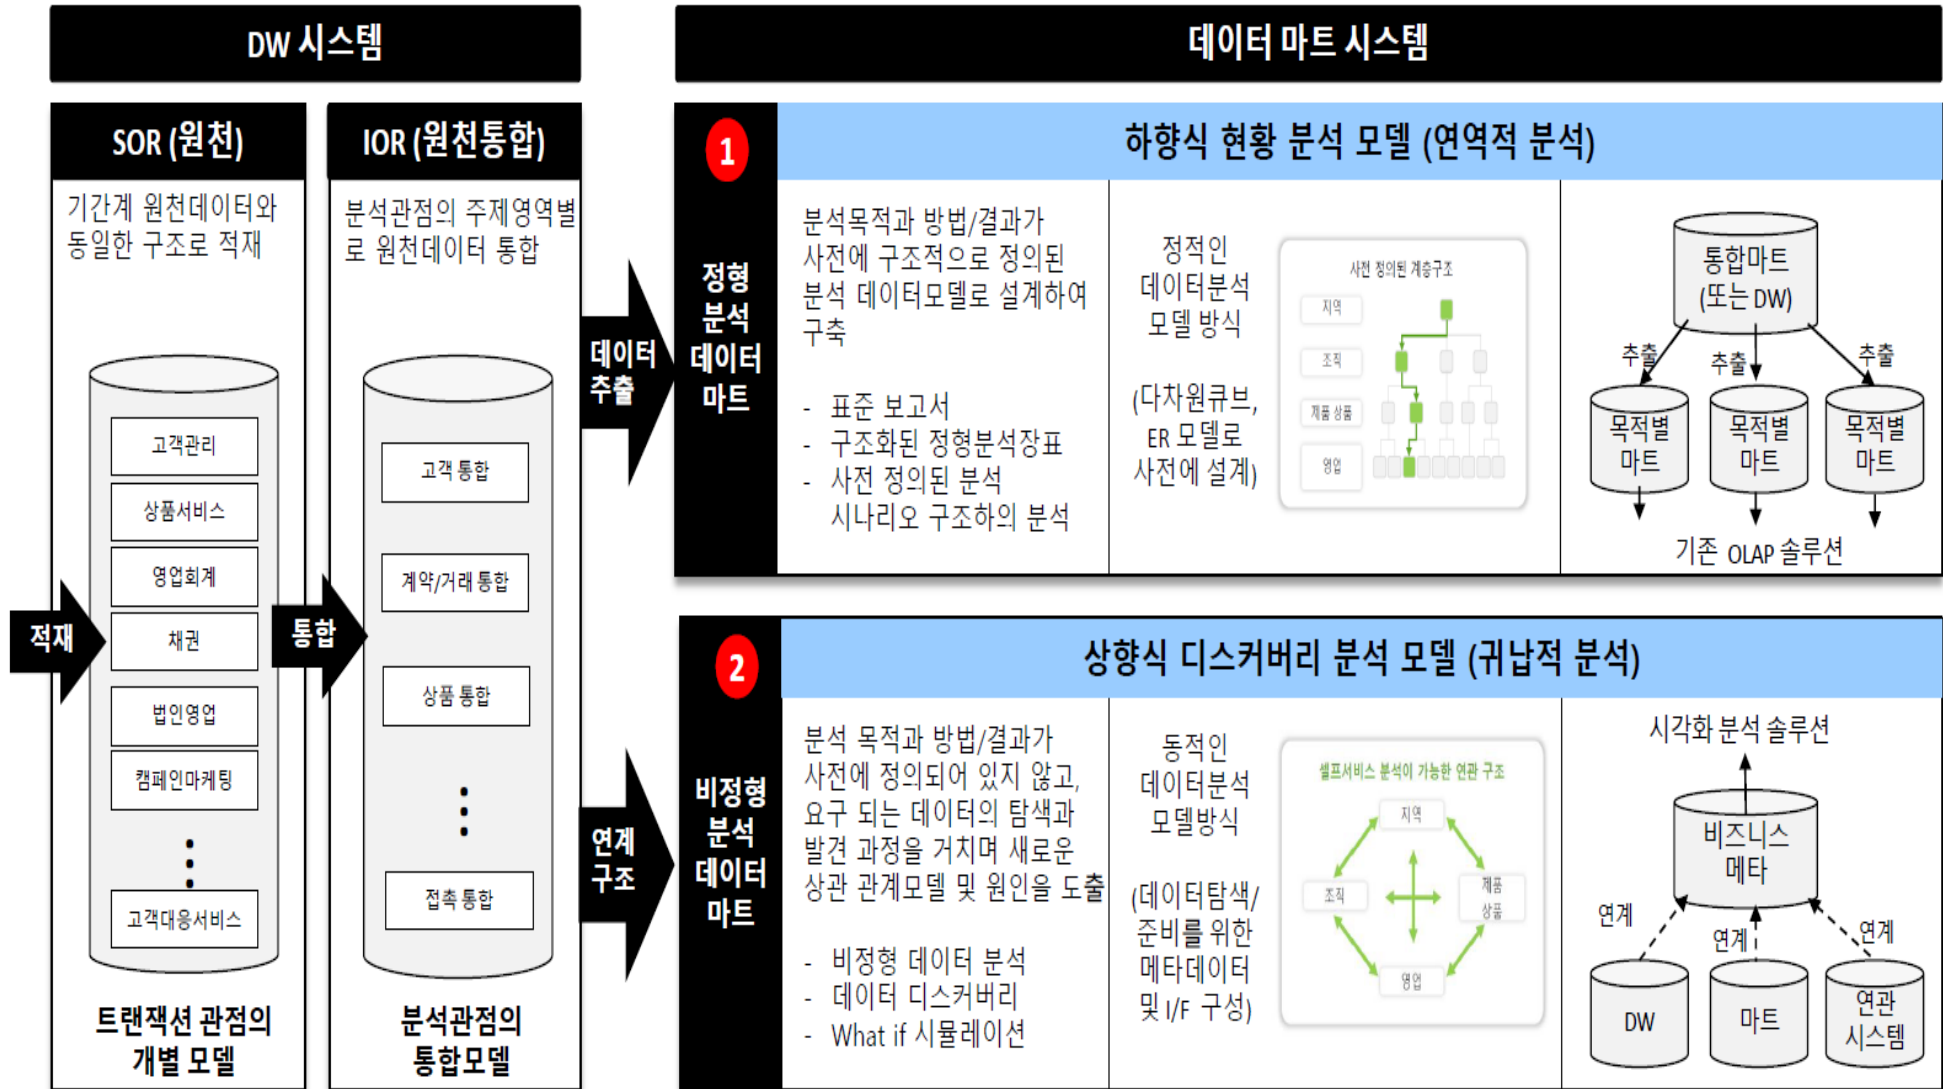 DW 시스템
데이터 마트 시스템
SOR (원천)
기간계 원천데이터와
동일한 구조로 적재
적재
고객관리
상품서비스
영업회계
채권
법인영업
캠페인마케팅
고객대응서비스
트랜잭션 관점의
개별 모델
통합
IOR (원천통합)
분석관점의 주제영역별
로 원천데이터 통합
고객 통합
계약/거래 통합
상품 통합
접촉 통합
분석관점의
통합모델
데이터
추출
연계
구조
1
정형
분석
데이터
마트
하향식 현황 분석 모델 (연역적 분석)
분석목적과 방법/결과가
사전에 구조적으로 정의된
분석 데이터모델로 설계하여
구축
- 표준 보고서
- 구조화된 정형분석장표
- 사전 정의된 분석
시나리오 구조하의 분석
정적인
데이터분석
모델 방식
(다차원큐브,
ER 모델로
사전에 설계)
사전 정의된 계층구조
지역
조직
제품 상품
영업
통합마트
(또는 DW)
추출
추출
추출
목적별
마트
목적별
마트
목적별
마트
기존 OLAP 솔루션
2
비정형
분석
데이터
마트
상향식 디스커버리 분석 모델 (귀납적 분석)
분석 목적과 방법/결과가
사전에 정의되어 있지 않고,
요구 되는 데이터의 탐색과
발견 과정을 거치며 새로운
상관 관계모델 및 원인을 도출
- 비정형 데이터 분석
- 데이터 디스커버리
- What if 시뮬레이션
동적인
데이터분석
모델방식
(데이터탐색/
준비를 위한
메타데이터
및 I/F 구성)
셀프서비스 분석이 가능한 연관 구조
지역
조직
제품
상품
영업
시각화 분석 솔루션
비즈니스
메타
연계
연계
연계
DW
마트
연관
시스템